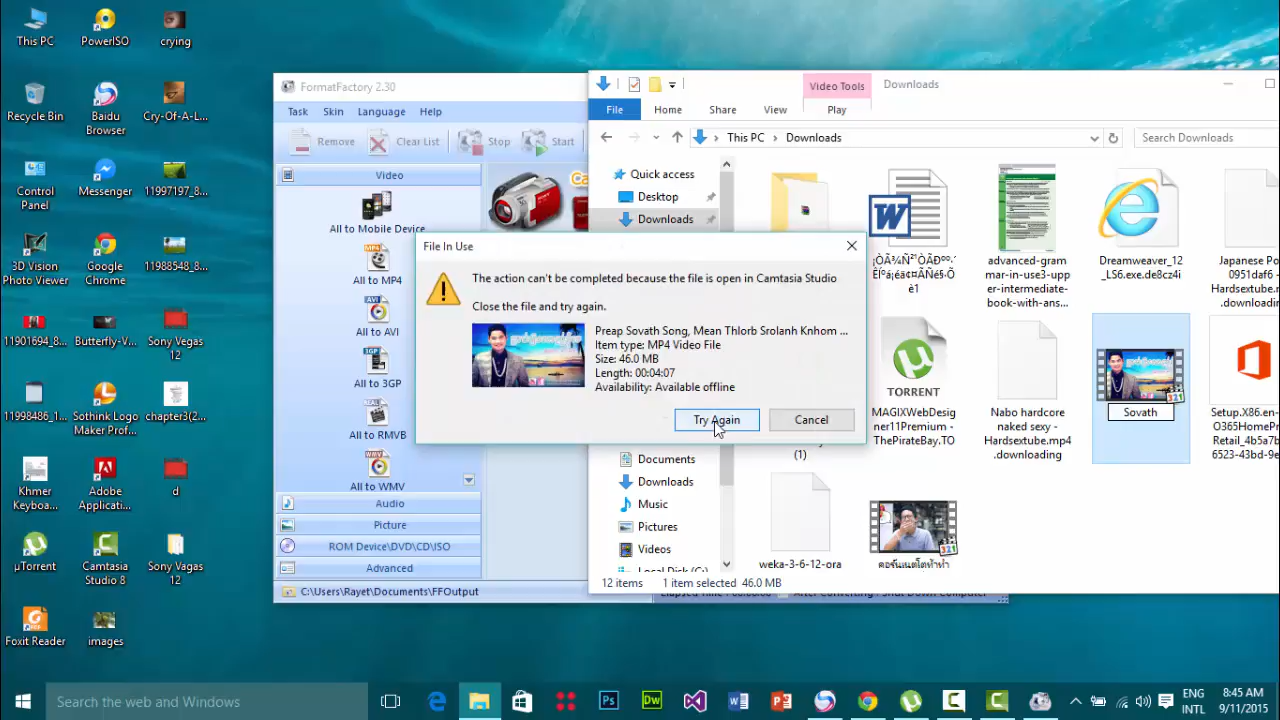 This PC
PowerISO
crying
Recycle Bin
Baidu
Browser
Cry-Of-A-L...
Control
Panel
Messenger
11997197_8...
3D Vision
Photo Viewer
Google
Chrome
11988548_8...
11901694_8...
Butterfly-V...
Sony Vegas
12
11998486_1...
Sothink Logo
Maker Prof...
chapter3(2...
Khmer
Keyboa...
Adobe
Applicati...
d
µTorrent
Camtasia
Studio 8
Sony Vegas
12
Foxit Reader
images
FormatFactory 2.30
Task
Skin
Language
Help
Remove
Clear List
Stop
Start
Video
All to Mobile Device
MP4
All to MP4
AVI
All to AVI
3GP
All to 3GP
All to RMVB
WMV
All to WMV
Audio
Picture
ROM Device\DVD\CD\ISO
Advanced
C:\Users\Rayet\Documents\FFOutput
Video Tools
Downloads
File
Home
Share
View
Play
This PC
Downloads
Search Downloads
Quick access
Desktop
Downloads
Documents
Downloads
Music
Pictures
Videos
advanced-gram
mar-in-use3-upp
er-intermediate
-book-with-ans...
Dreamweaver_12
_LS6.exe.de8cz4i
Japanese Po
0951daf6
Hardsextube.m
.downloading
TORRENT
MAGIXWebDesig
ner11Premium -
ThePirateBay.TO
Nabo hardcore
naked sexy -
Hardsextube.mp4
.downloading
321
Sovath
Setup.X86.en-
O365HomePr
Retail_4b5a7b
6523-43bd-9e
(1)
weka-3-6-12-ora
321
12 items
1 item selected 46.0 MB
File In Use
The action can't be completed because the file is open in Camtasia Studio
Close the file and try again.
Preap Sovath Song, Mean Thlorb Srolanh Knhom ...
Item type: MP4 Video File
Size: 46.0 MB
Length: 00:04:07
Availability: Available offline
Try Again
Cancel
Search the web and Windows
Ps
Dw
ENG
INTL
8:45 AM
9/11/2015